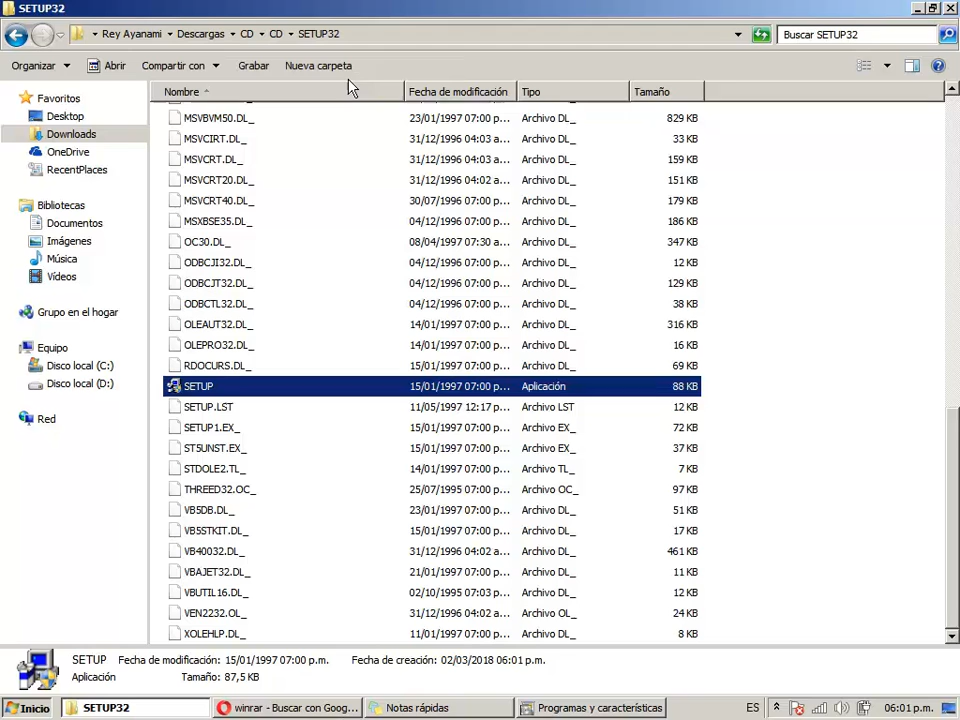 SETUP32
Rey Ayanami Descargas CD CD SETUP32
Buscar SETUP32
Organizar Abrir Compartir con Grabar Nueva carpeta
Nombre Fecha de modificación Tipo Tamaño
Favoritos
Desktop
Downloads
OneDrive
RecentPlaces
Bibliotecas
Documentos
Imágenes
Música
Vídeos
Grupo en el hogar
Equipo
Disco local (C:)
Disco local (D:)
Red
MSVBVM50.DL_ 23/01/1997 07:00 p... Archivo DL_ 829 KB
MSVCIRT.DL_ 31/12/1996 04:03 a... Archivo DL_ 33 KB
MSVCRT.DL_ 31/12/1996 04:03 a... Archivo DL_ 159 KB
MSVCRT20.DL_ 31/12/1996 04:02 a... Archivo DL_ 151 KB
MSVCRT40.DL_ 30/07/1996 07:00 p... Archivo DL_ 179 KB
MSXBSE35.DL_ 04/12/1996 07:00 p... Archivo DL_ 186 KB
OC30.DL_ 08/04/1997 07:30 a... Archivo DL_ 347 KB
ODBCJI32.DL_ 04/12/1996 07:00 p... Archivo DL_ 12 KB
ODBCJT32.DL_ 04/12/1996 07:00 p... Archivo DL_ 129 KB
ODBCTL32.DL_ 04/12/1996 07:00 p... Archivo DL_ 38 KB
OLEAUT32.DL_ 14/01/1997 07:00 p... Archivo DL_ 316 KB
OLEPRO32.DL_ 14/01/1997 07:00 p... Archivo DL_ 16 KB
RDOCURS.DL_ 15/01/1997 07:00 p... Archivo DL_ 69 KB
SETUP 15/01/1997 07:00 p... Aplicación 88 KB
SETUP.LST 11/05/1997 12:17 p... Archivo LST 12 KB
SETUP1.EX_ 15/01/1997 07:00 p... Archivo EX_ 72 KB
ST5UNST.EX_ 15/01/1997 07:00 p... Archivo EX_ 37 KB
STDOLE2.TL_ 14/01/1997 07:00 p... Archivo TL_ 7 KB
THREED32.OC_ 25/07/1995 07:00 p... Archivo OC_ 97 KB
VB5DB.DL_ 23/01/1997 07:00 p... Archivo DL_ 51 KB
VB5STKIT.DL_ 15/01/1997 07:00 p... Archivo DL_ 17 KB
VB40032.DL_ 31/12/1996 04:02 a... Archivo DL_ 461 KB
VBAJET32.DL_ 21/01/1997 07:00 p... Archivo DL_ 11 KB
VBUTIL16.DL_ 02/10/1995 07:03 p... Archivo DL_ 12 KB
VEN2232.OL_ 31/12/1996 04:02 a... Archivo OL_ 24 KB
XOLEHLP.DL_ 11/01/1997 07:00 p... Archivo DL_ 8 KB
SETUP Fecha de modificación: 15/01/1997 07:00 p.m. Fecha de creación: 02/03/2018 06:01 p.m.
Aplicación Tamaño: 87,5 KB
Inicio SETUP32 winrar - Buscar con Goog... Notas rápidas Programas y características ES 06:01 p.m.